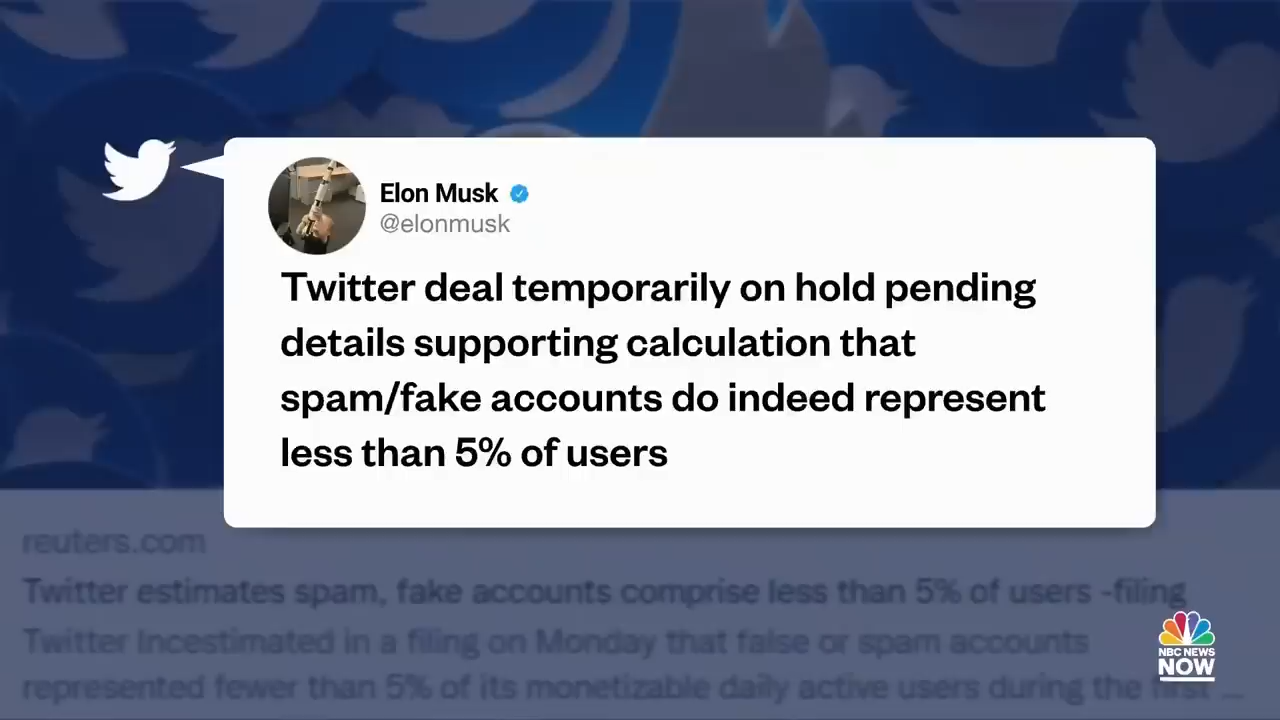 Elon Musk
@elonmusk
Twitter deal temporarily on hold pending
details supporting calculation that
spam/fake accounts do indeed represent
less than 5% of users
reuters.com
Twitter estimates spam, fake accounts comprise less than 5% of users -filing
Twitter Incestimated in a filing on Monday that false or spam accounts
represented fewer than 5% of its monetizable daily active users during the first ...
NBC NEWS
NOW